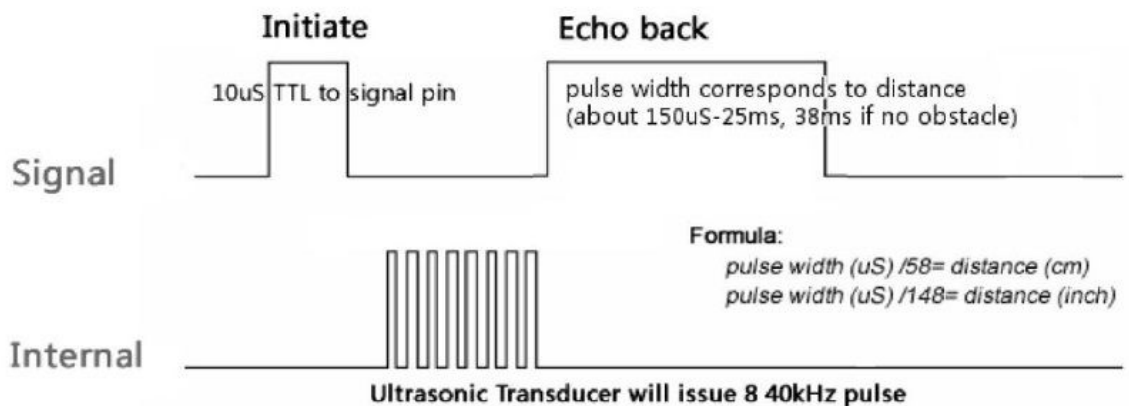 Initiate
Echo back
10uS TTL to signal pin
pulse width corresponds to distance
(about 150uS-25ms, 38ms if no obstacle)
Signal
Formula:
pulse width (uS) /58= distance (cm)
pulse width (uS) /148= distance (inch)
Internal
Ultrasonic Transducer will issue 8 40kHz pulse